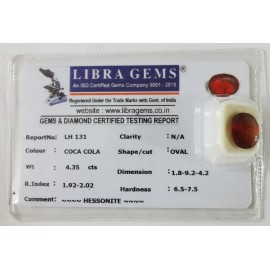 LIBRA GEMS®
An ISO Certified Gems Company 9001 - 2015
Registered Under the Trade Marks with Govt. of India
website : www.libragems.co.in
GEMS & DIAMOND CERTIFIED TESTING REPORT
ReportNo: LH 131 Clarity : N/A
Colour : COCA COLA Shape/cut : OVAL
Wt : 4.35 cts Dimension : 1.8-9.2-4.2
R.Index : 1.92-2.02 Hardness : 6.5-7.5
Comment ~~~~ HESSONITE ~~~~